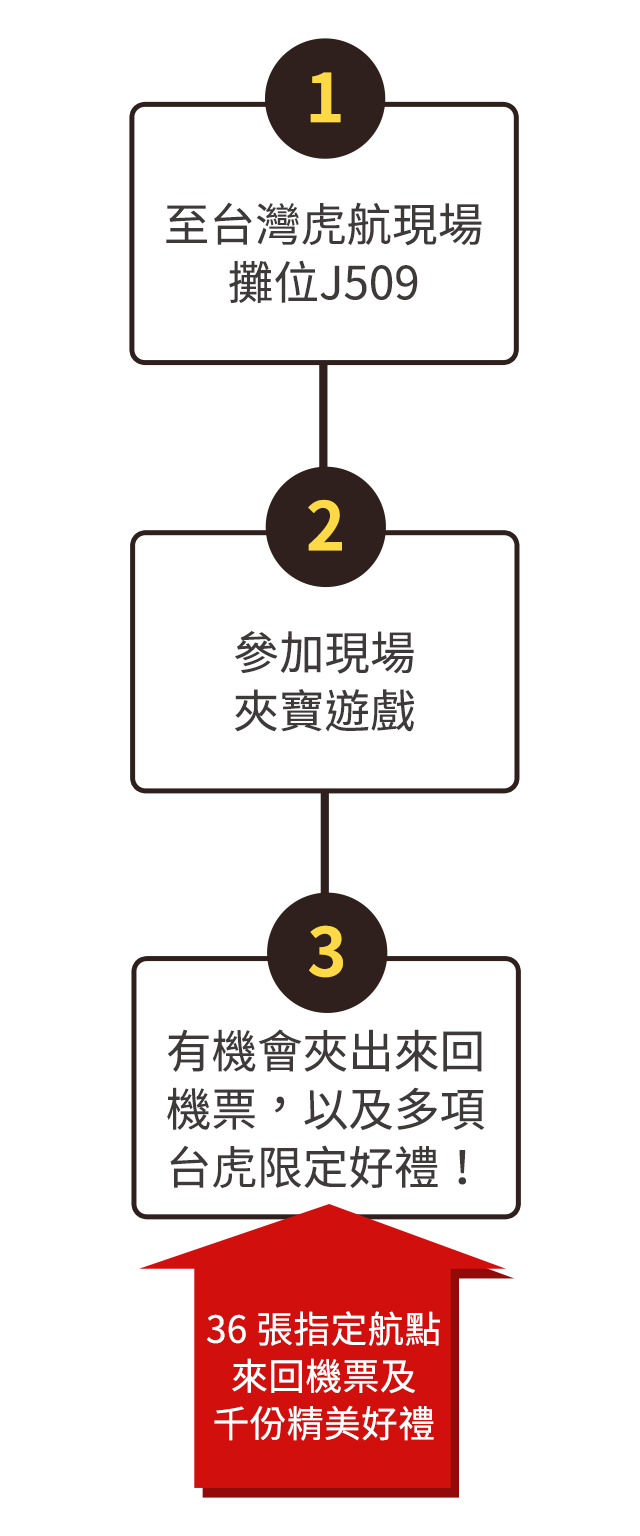 1
至台灣虎航現場
攤位J509
2
參加現場
夾寶遊戲
3
有機會夾出來回
機票，以及多項
台虎限定好禮！
36 張指定航點
來回機票及
千份精美好禮